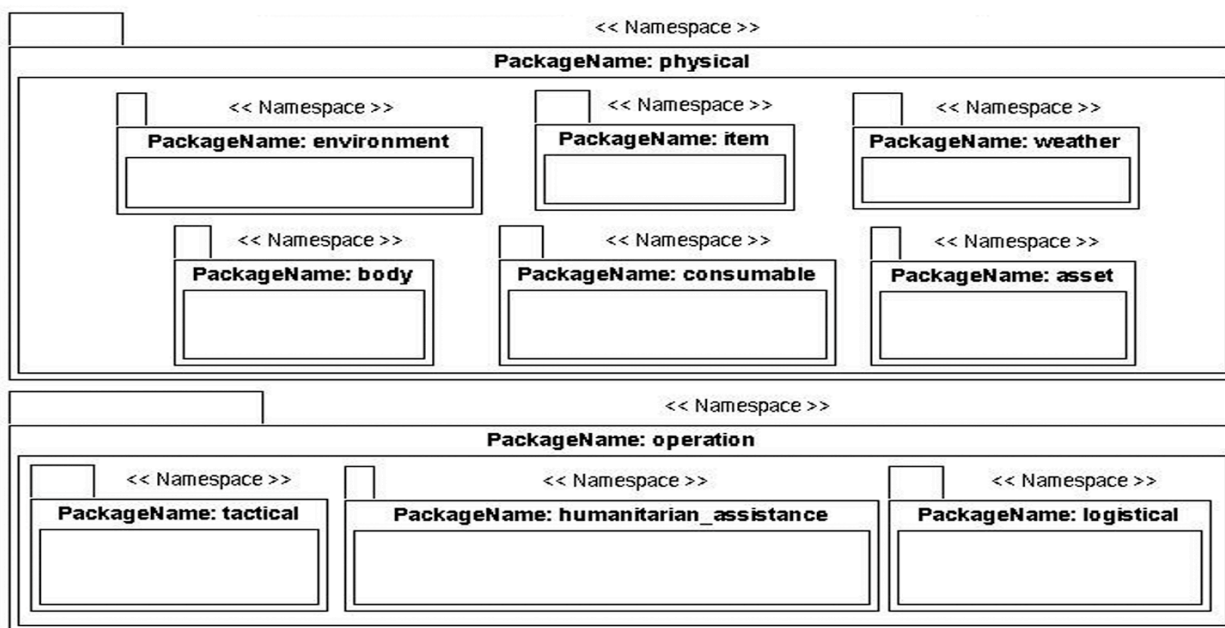 << Namespace >>
PackageName: physical
<< Namespace >>
PackageName: environment
<< Namespace >>
PackageName: item
<< Namespace >>
PackageName: weather
<< Namespace >>
PackageName: body
<< Namespace >>
PackageName: consumable
<< Namespace >>
PackageName: asset
<< Namespace >>
PackageName: operation
<< Namespace >>
PackageName: tactical
<< Namespace >>
PackageName: humanitarian_assistance
<< Namespace >>
PackageName: logistical